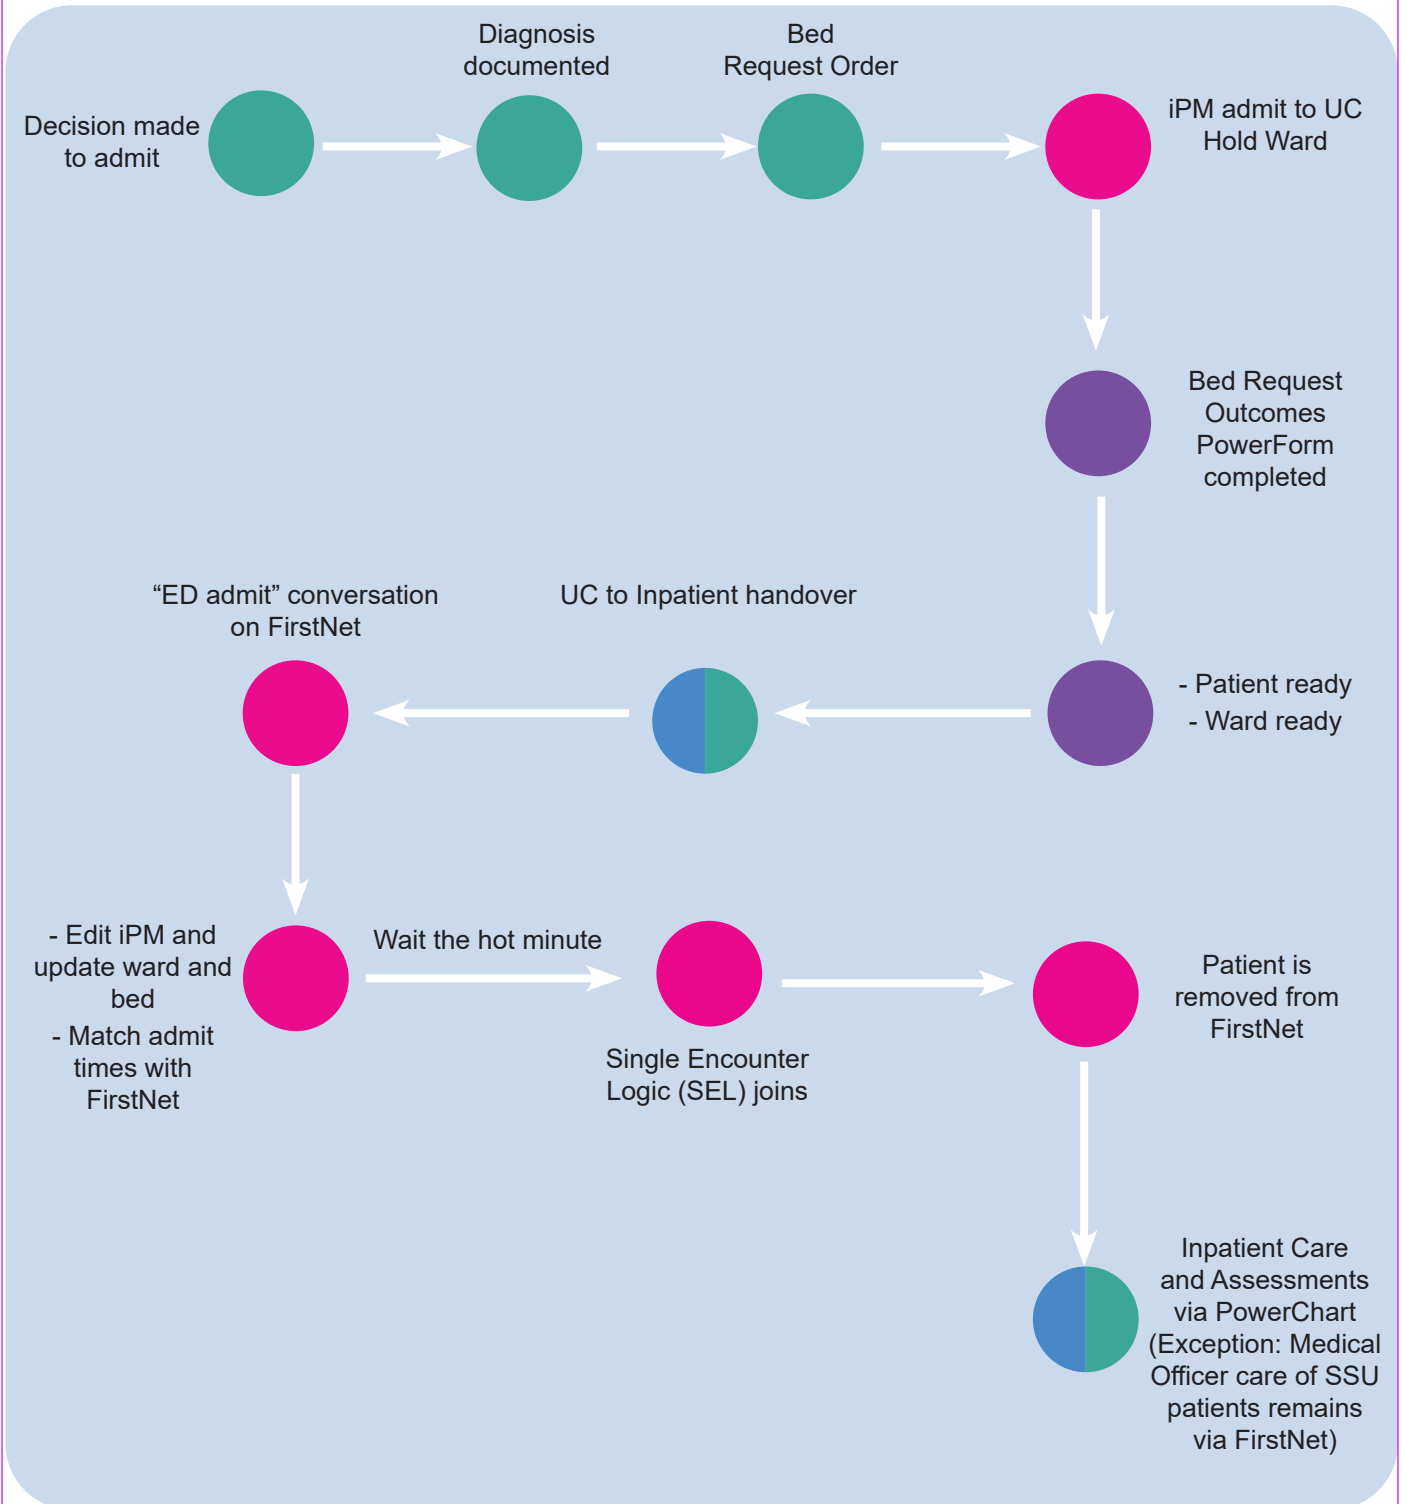 Decision made
to admit
Diagnosis
documented
Bed
Request Order
iPM admit to UC
Hold Ward
Bed Request
Outcomes
PowerForm
completed
- Patient ready
- Ward ready
UC to Inpatient handover
“ED admit” conversation
on FirstNet
- Edit iPM and
update ward and
bed
- Match admit
times with
FirstNet
Wait the hot minute
Single Encounter
Logic (SEL) joins
Patient is
removed from
FirstNet
Inpatient Care
and Assessments
via PowerChart
(Exception: Medical
Officer care of SSU
patients remains
via FirstNet)